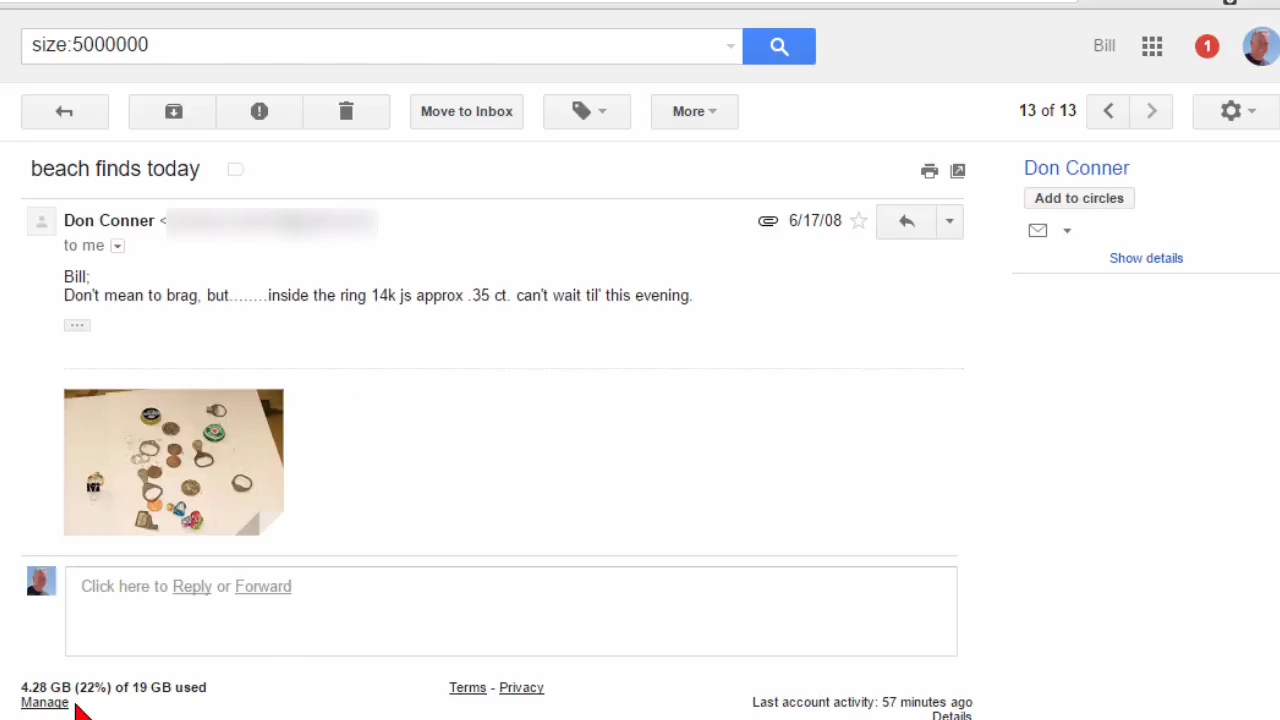 size:5000000
Bill
1
Move to Inbox
More
13 of 13
beach finds today
Don Conner <
6/17/08
to me
Bill;
Don't mean to brag, but........inside the ring 14k js approx .35 ct. can't wait til' this evening.
Don Conner
Add to circles
Show details
Click here to Reply or Forward
4.28 GB (22%) of 19 GB used
Manage
Terms - Privacy
Last account activity: 57 minutes ago
Details